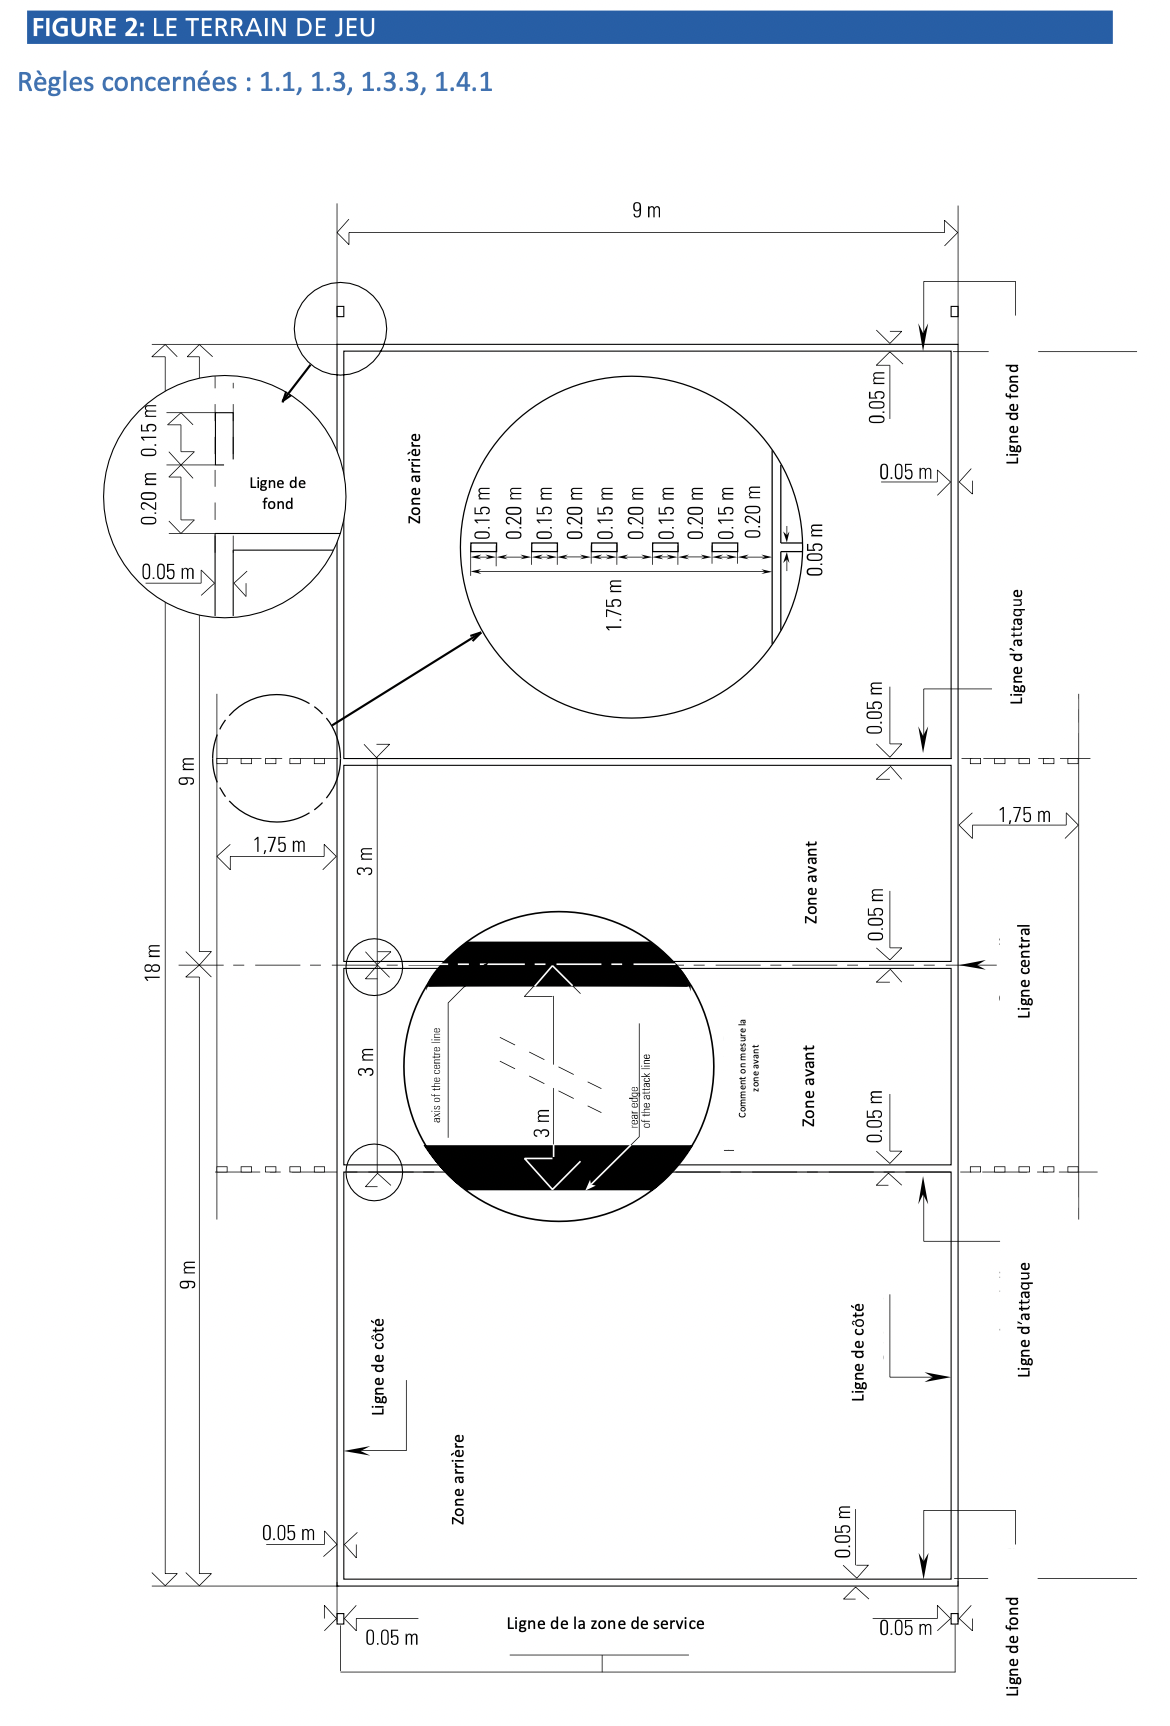 FIGURE 2: LE TERRAIN DE JEU
Règles concernées : 1.1, 1.3, 1.3.3, 1.4.1
9 m
0.15 m
0.20 m
Ligne de
fond
0.05 m
Zone arrière
0.15 m
0.20 m
0.15 m
0.20 m
0.15 m
0.20 m
0.15 m
0.20 m
0.15 m
0.20 m
1.75 m
0.05 m
0.05 m
0.05 m
Ligne de fond
Ligne d'attaque
0.05 m
9 m
1,75 m
3 m
Zone avant
0.05 m
1,75 m
18 m
Ligne central
3 m
axis of the centre line
3 m
rear edge
of the attack line
Comment on mesure la
zone avant
Zone avant
0.05 m
9 m
Ligne de côté
Ligne de côté
Ligne d'attaque
Zone arrière
0.05 m
0.05 m
0.05 m
Ligne de la zone de service
0.05 m
Ligne de fond